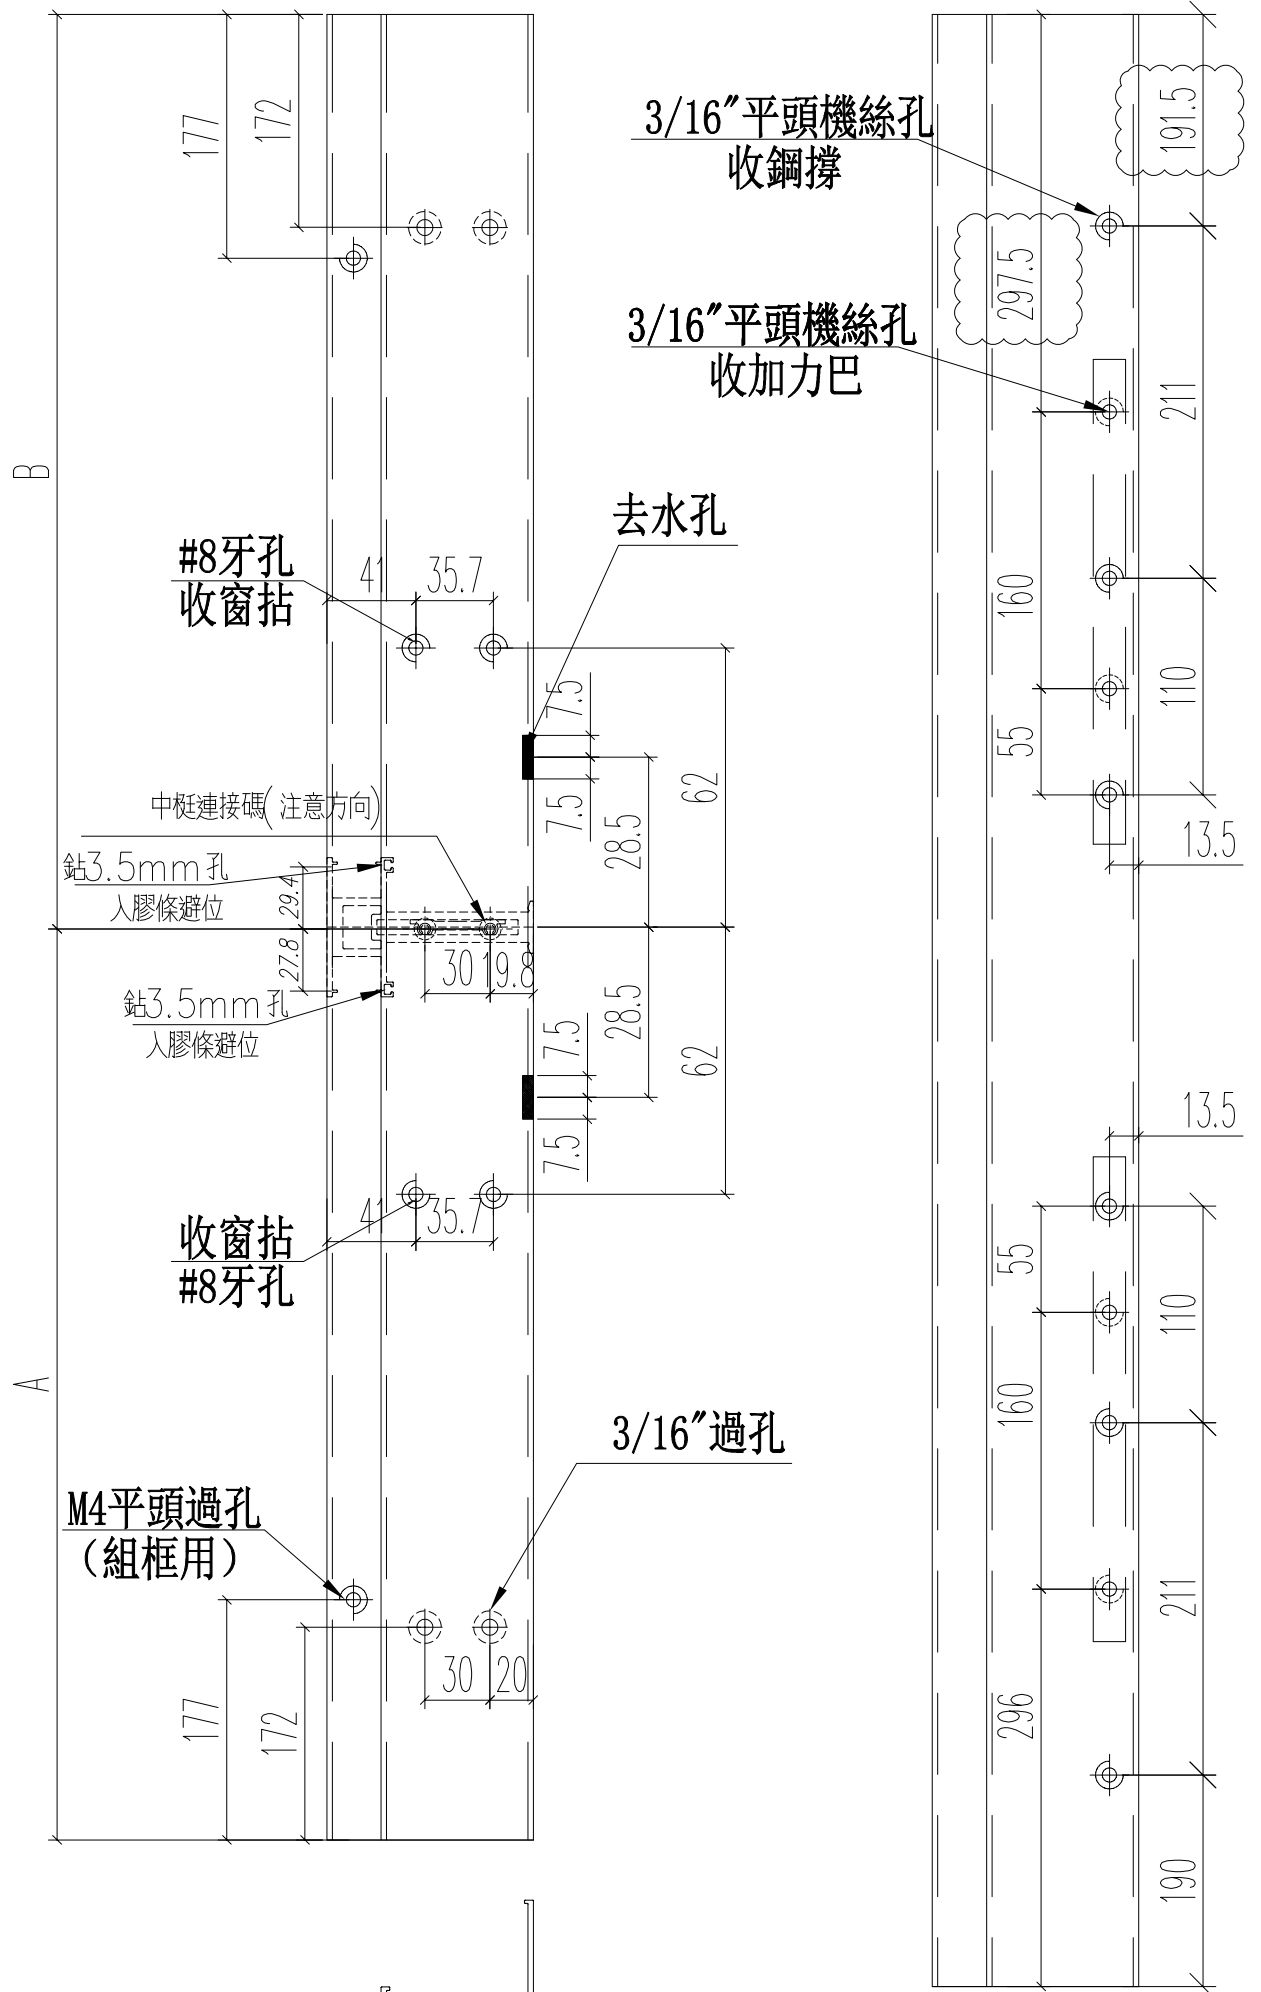 177
172
B
#8牙孔
收窗拈
41
35.7
去水孔
7.5
7.5
62
28.5
中梃連接碼(注意方向)
鉆3.5mm孔
入膠條避位
29.4
27.8
30
19.8
鉆3.5mm孔
入膠條避位
28.5
7.5
7.5
62
41
35.7
收窗拈
#8牙孔
A
3/16"過孔
M4平頭過孔
(組框用)
30
20
177
172
3/16"平頭機絲孔
收鋼撐
191.5
297.5
3/16"平頭機絲孔
收加力巴
211
160
110
55
13.5
13.5
55
110
160
211
296
190